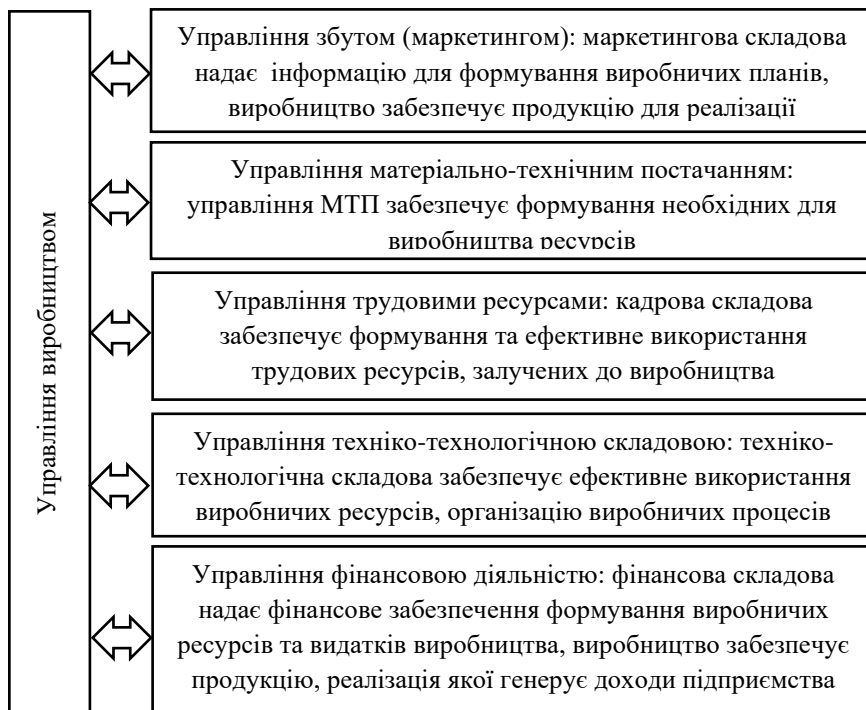 Управління виробництвом
Управління збутом (маркетингом): маркетингова складова
надає інформацію для формування виробничих планів,
виробництво забезпечує продукцію для реалізації
Управління матеріально-технічним постачанням:
управління МТП забезпечує формування необхідних для
виробництва ресурсів
Управління трудовими ресурсами: кадрова складова
забезпечує формування та ефективне використання
трудових ресурсів, залучених до виробництва
Управління техніко-технологічною складовою: техніко-
технологічна складова забезпечує ефективне використання
виробничих ресурсів, організацію виробничих процесів
Управління фінансовою діяльністю: фінансова складова
надає фінансове забезпечення формування виробничих
ресурсів та видатків виробництва, виробництво забезпечує
продукцію, реалізація якої генерує доходи підприємства